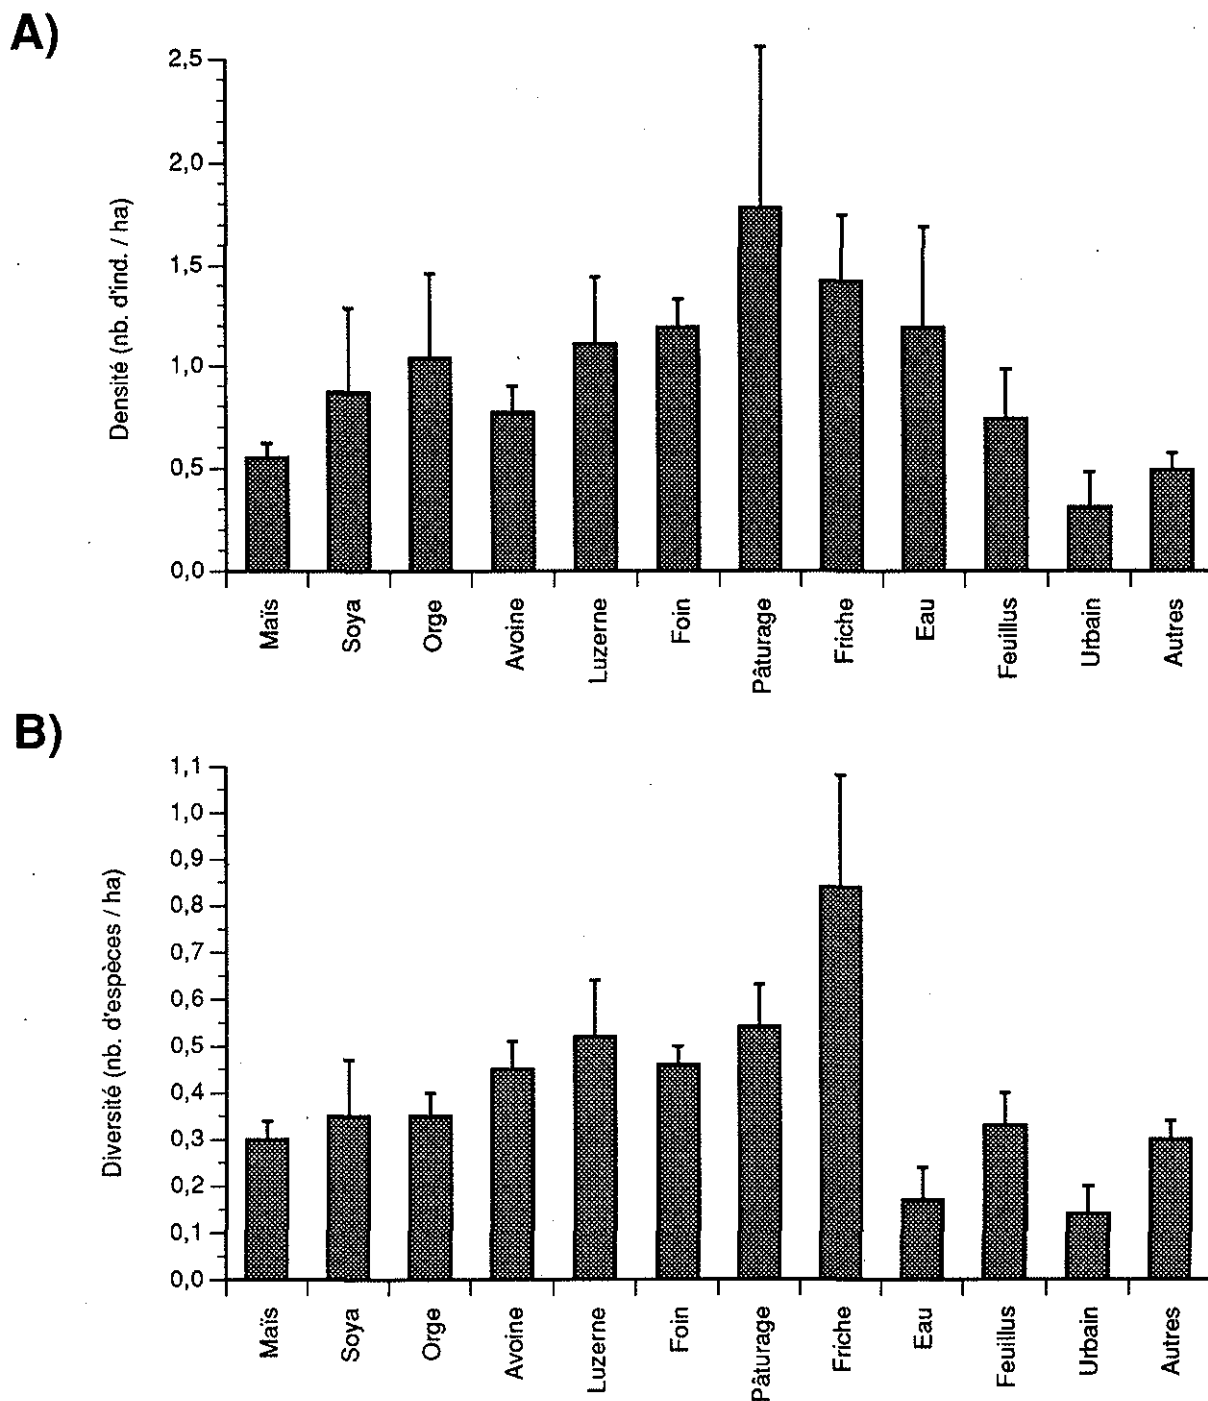 A)
Densité (nb. d'ind. / ha)
2,5
2,0
1,5
1,0
0,5
0,0
Maïs
Soya
Orge
Avoine
Luzerne
Foin
Pâturage
Friche
Eau
Feuillus
Urbain
Autres
B)
Diversité (nb. d'espèces / ha)
1,1
1,0
0,9
0,8
0,7
0,6
0,5
0,4
0,3
0,2
0,1
0,0
Maïs
Soya
Orge
Avoine
Luzerne
Foin
Pâturage
Friche
Eau
Feuillus
Urbain
Autres